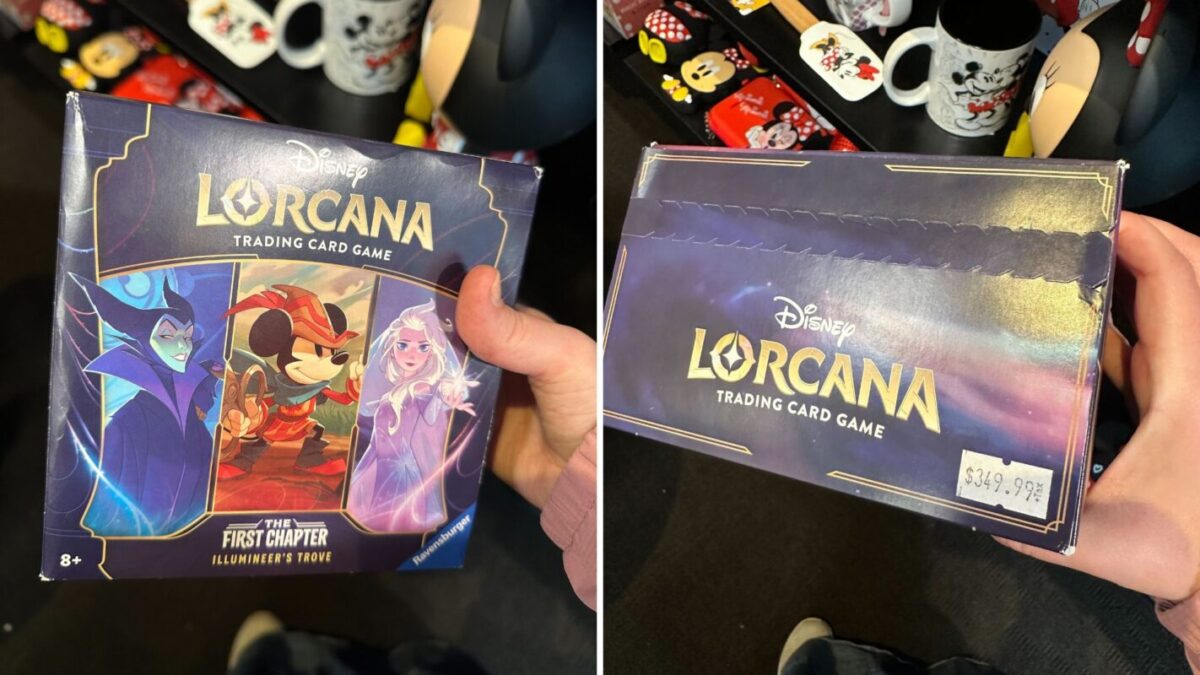 Disney
LORCANA
TRADING CARD GAME
THE
FIRST CHAPTER
ILLUMINEER'S TROVE
8+
Ravensburger
Disney
LORCANA
TRADING CARD GAME
$349.99